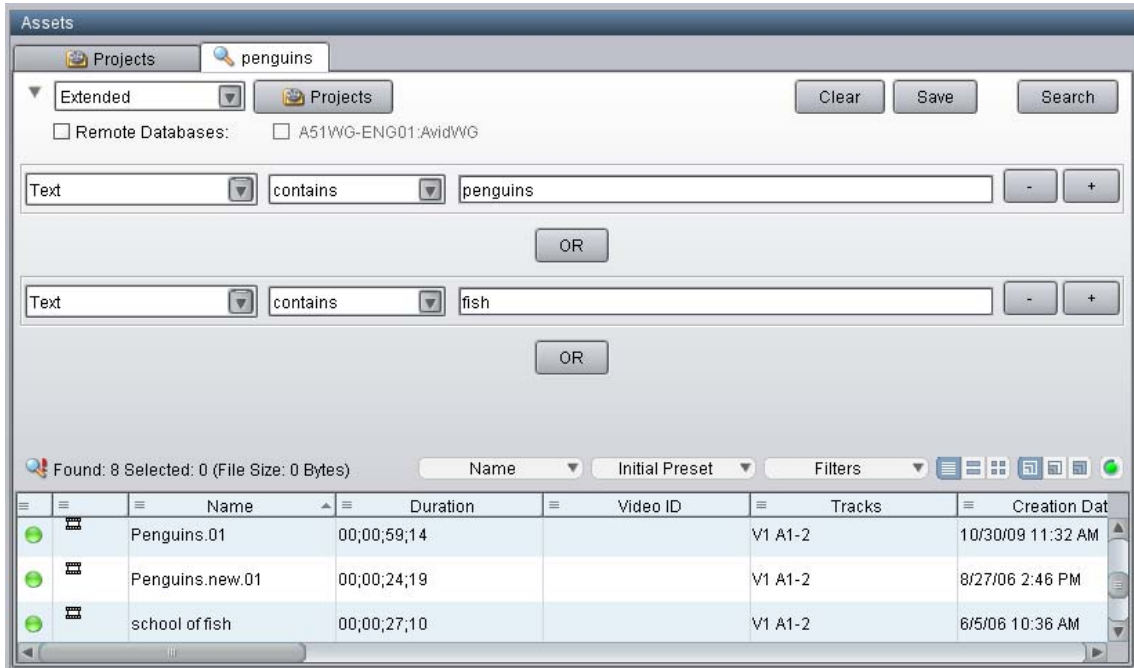 Assets
Projects penguins
Extended Projects Clear Save Search
Remote Databases: A51WG-ENG01:AvidWG
Text contains penguins - +
OR
Text contains fish - +
OR
Found: 8 Selected: 0 (File Size: 0 Bytes) Name Initial Preset Filters
Name Duration Video ID Tracks Creation Dat
Penguins.01 00;00;59;14 V1 A1-2 10/30/09 11:32 AM
Penguins.new.01 00;00;24;19 V1 A1-2 8/27/06 2:46 PM
school of fish 00;00;27;10 V1 A1-2 6/5/06 10:36 AM